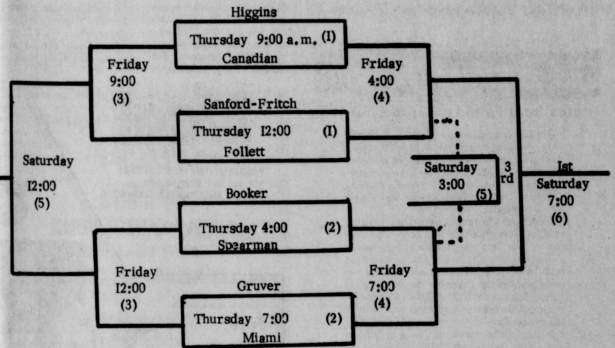 Higgins
Thursday 9:00 a.m. (1)
Canadian
Friday
9:00
(3)
Friday
4:00
(4)
Sanford-Fritch
Thursday 12:00 (1)
Follett
Saturday
12:00
(5)
Saturday
3:00
(5)
3
rd
1st
Saturday
7:00
(6)
Booker
Thursday 4:00 (2)
Spearman
Friday
12:00
(3)
Friday
7:00
(4)
Gruver
Thursday 7:00 (2)
Miami